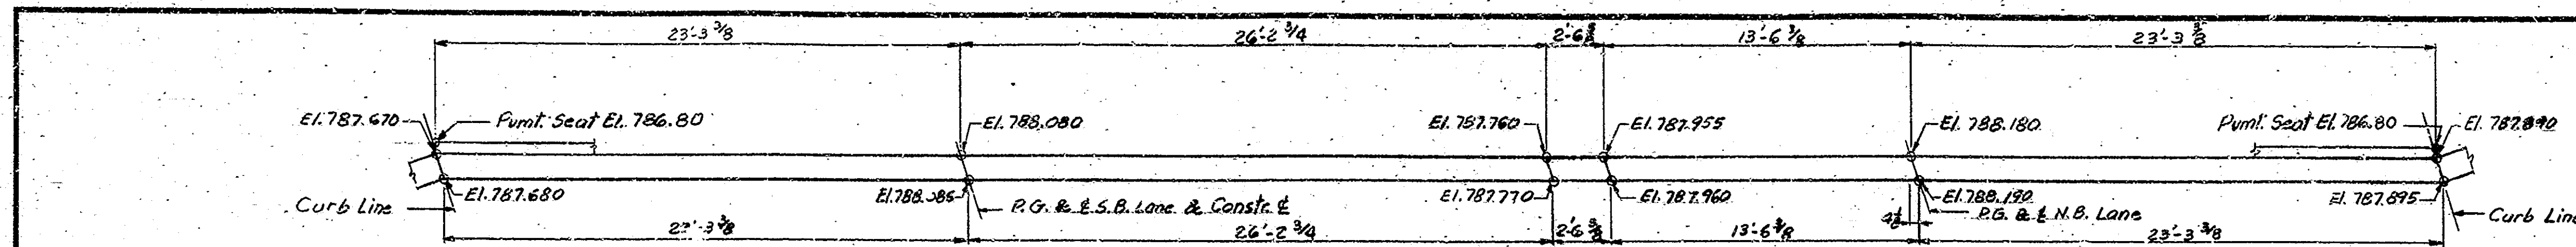 23'-3 3/8 26'-2 3/4 2'-6 3/8 13'-6 3/8 23'-3 3/8
El. 787.670 Pvmt. Seat El. 786.80 El. 788.080 El. 787.760 El. 787.955 El. 788.180 Pvmt. Seat El. 786.80 El. 787.890
Curb Line El. 787.680 El. 788.085 P.G. & ℄ S.B. Lane & Constr. ℄ El. 787.770 El. 787.960 El. 788.190 P.G. & ℄ N.B. Lane El. 787.895 Curb Line
23'-3 3/8 26'-2 3/4 2'-6 3/8 13'-6 3/8 23'-3 3/8